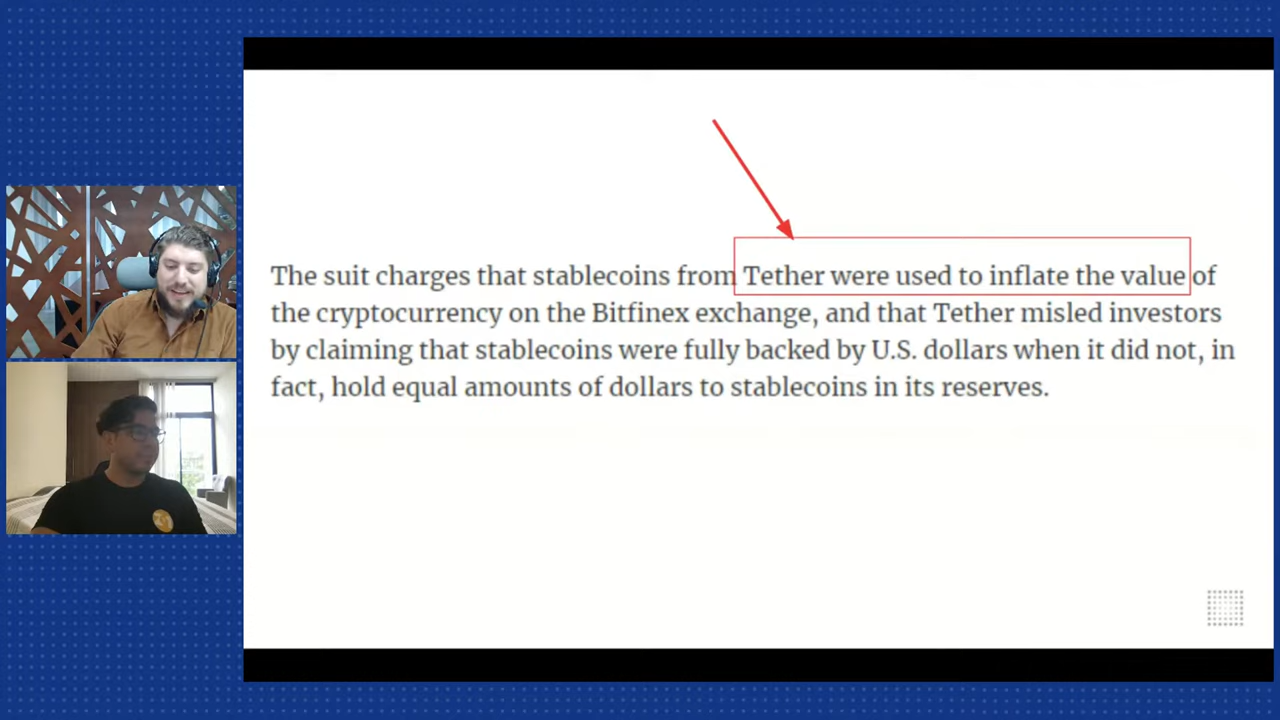 The suit charges that stablecoins from Tether were used to inflate the value of
the cryptocurrency on the Bitfinex exchange, and that Tether misled investors
by claiming that stablecoins were fully backed by U.S. dollars when it did not, in
fact, hold equal amounts of dollars to stablecoins in its reserves.